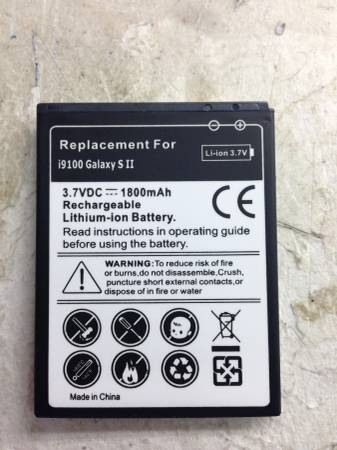 Replacement For
i9100 Galaxy S II
Li-ion 3.7V
3.7VDC 1800mAh
Rechargeable
Lithium-ion Battery.
Read instructions in operating guide
before using the battery.
CE
WARNING:To reduce risk of fire
or burns,do not disassemble,Crush,
puncture short external contacts,or
dispose of in fire or water
Made in China